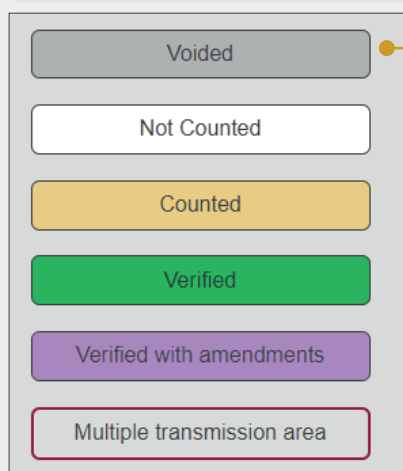 Voided
Not Counted
Counted
Verified
Verified with amendments
Multiple transmission area